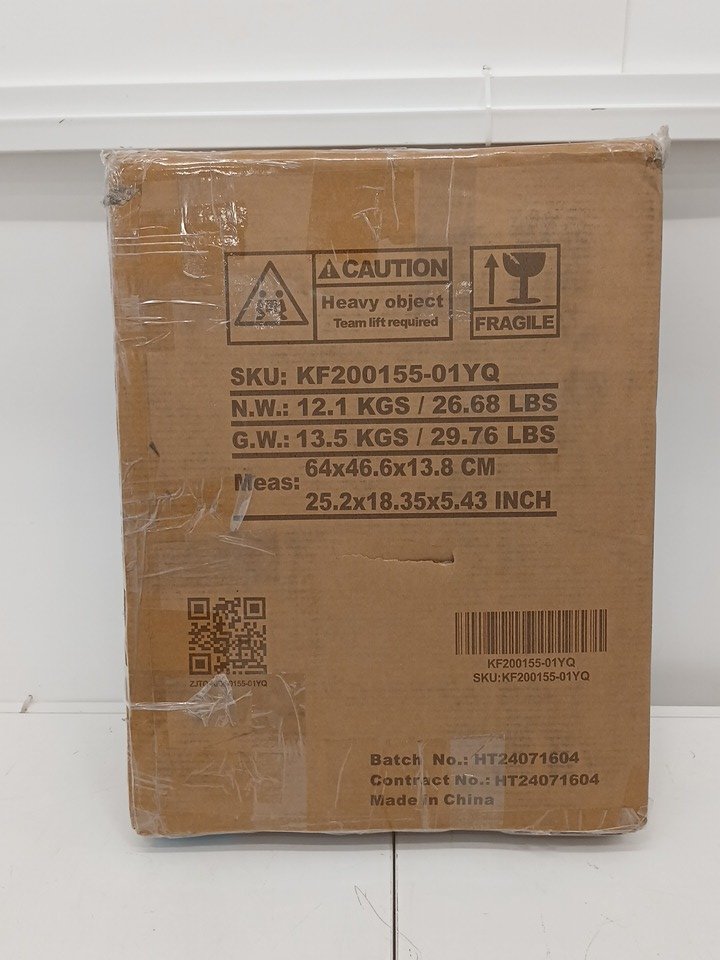 CAUTION
Heavy object
Team lift required
FRAGILE
SKU: KF200155-01YQ
N.W.: 12.1 KGS / 26.68 LBS
G.W.: 13.5 KGS / 29.76 LBS
Meas: 64x46.6x13.8 CM
25.2x18.35x5.43 INCH
KF200155-01YQ
SKU:KF200155-01YQ
Batch No.: HT24071604
Contract No.: HT24071604
Made in China